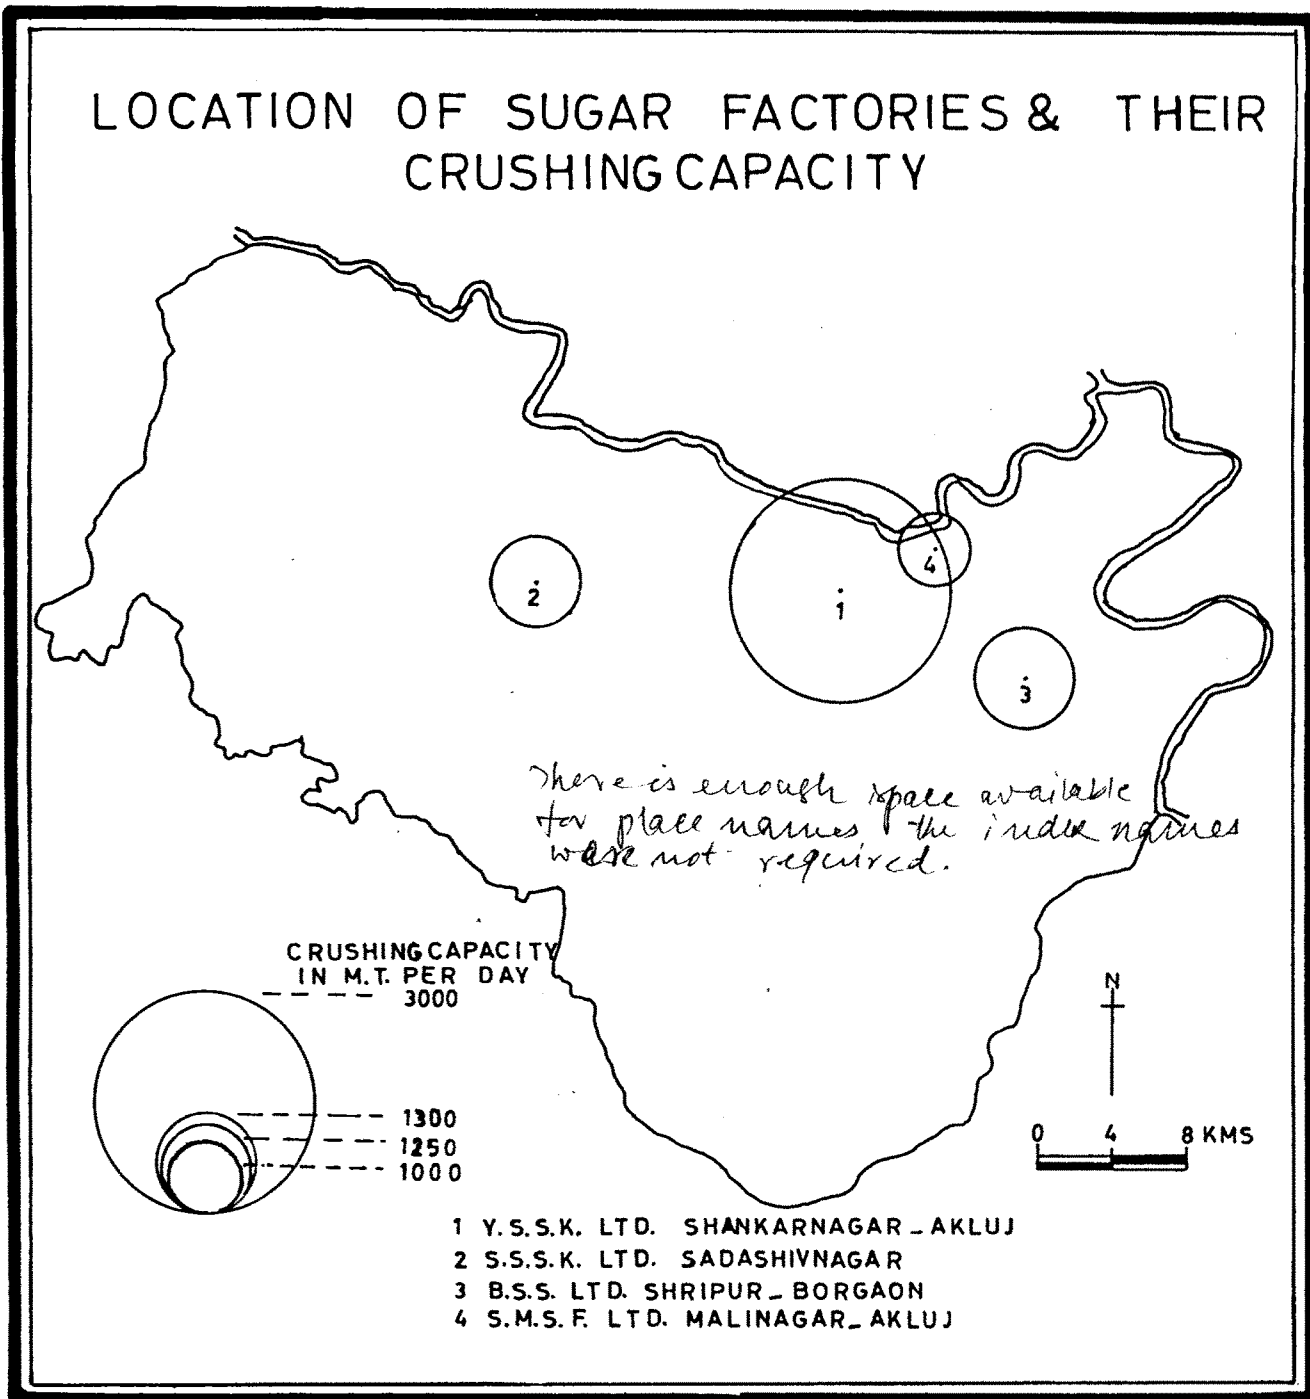 LOCATION OF SUGAR FACTORIES & THEIR
CRUSHING CAPACITY
2
4
1
3
There is enough space available
for place names the index names
were not required.
CRUSHING CAPACITY
IN M.T. PER DAY
3000
1300
1250
1000
N
0 4 8 KMS
1 Y.S.S.K. LTD. SHANKARNAGAR - AKLUJ
2 S.S.S.K. LTD. SADASHIVNAGAR
3 B.S.S. LTD. SHRIPUR - BORGAON
4 S.M.S.F. LTD. MALINAGAR - AKLUJ